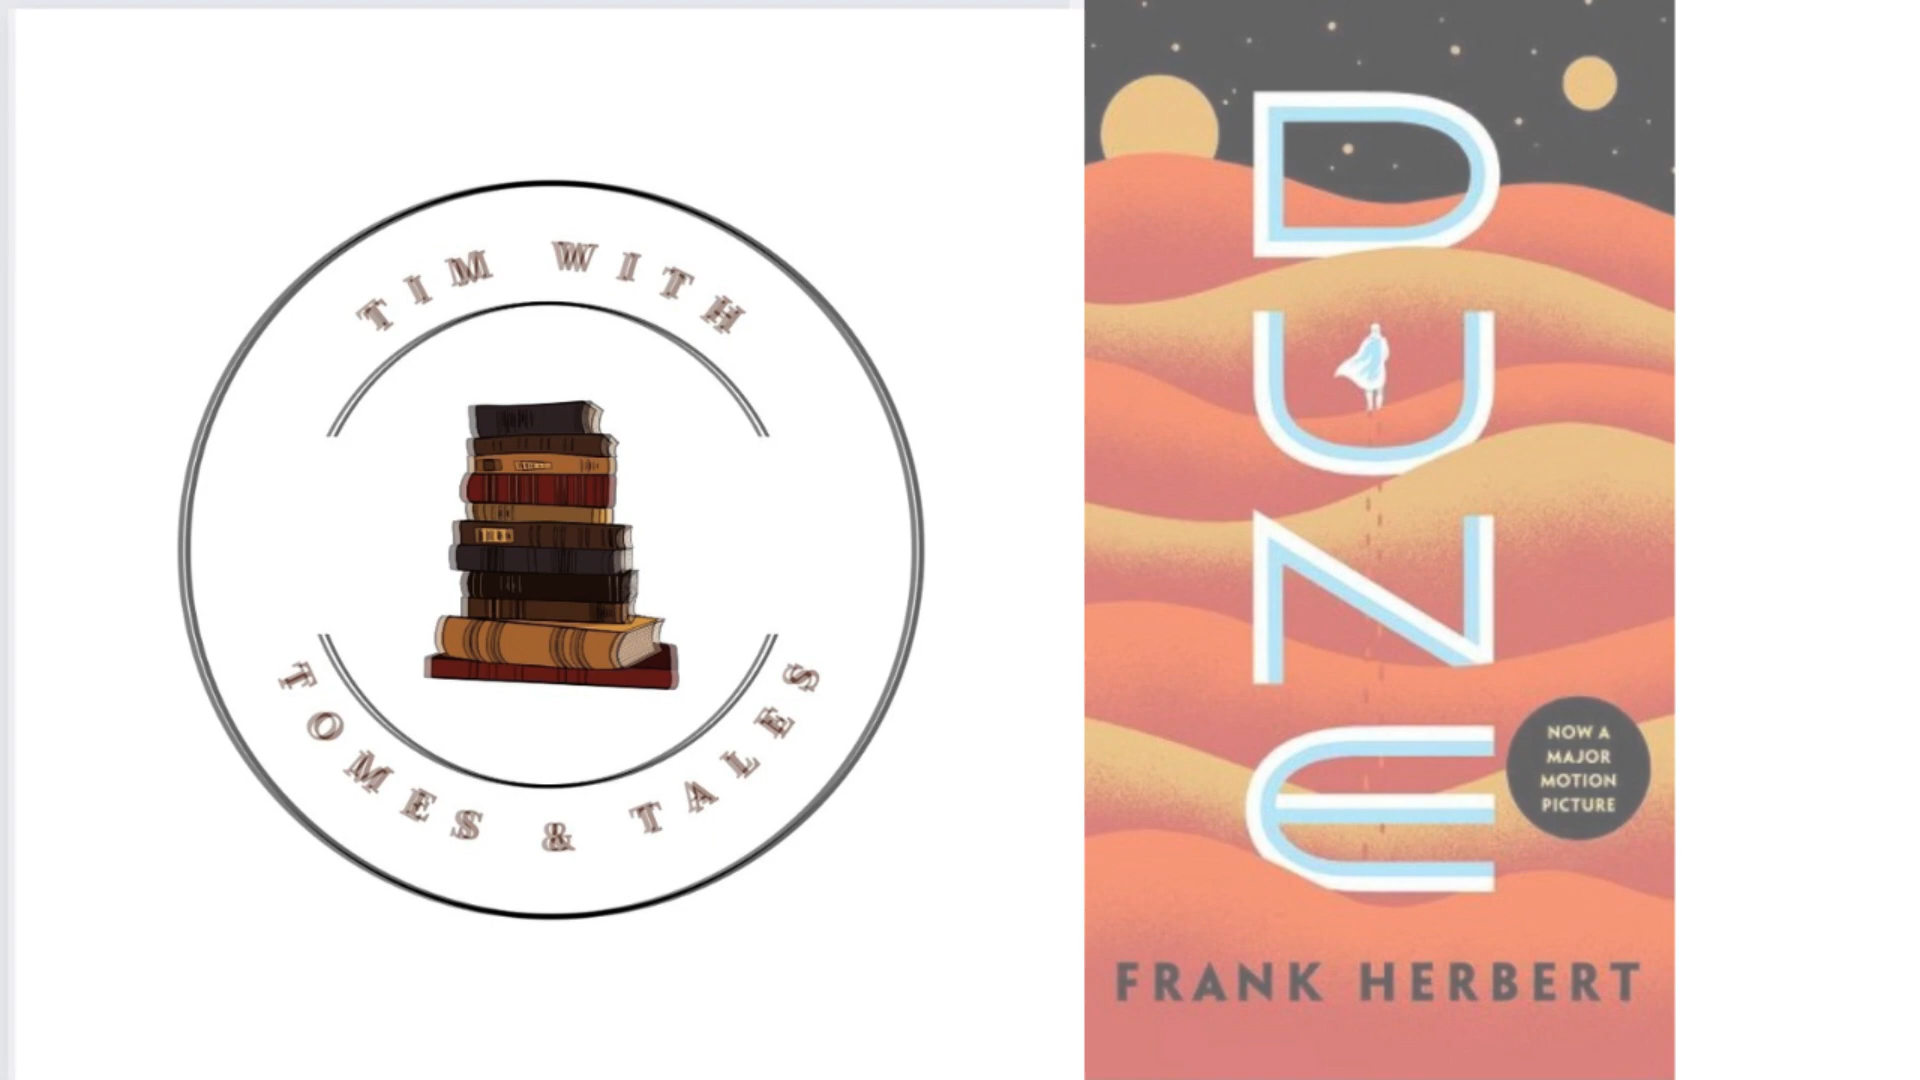 TIM WITH
TOMES & TALES
DUNE
NOW A
MAJOR
MOTION
PICTURE
FRANK HERBERT